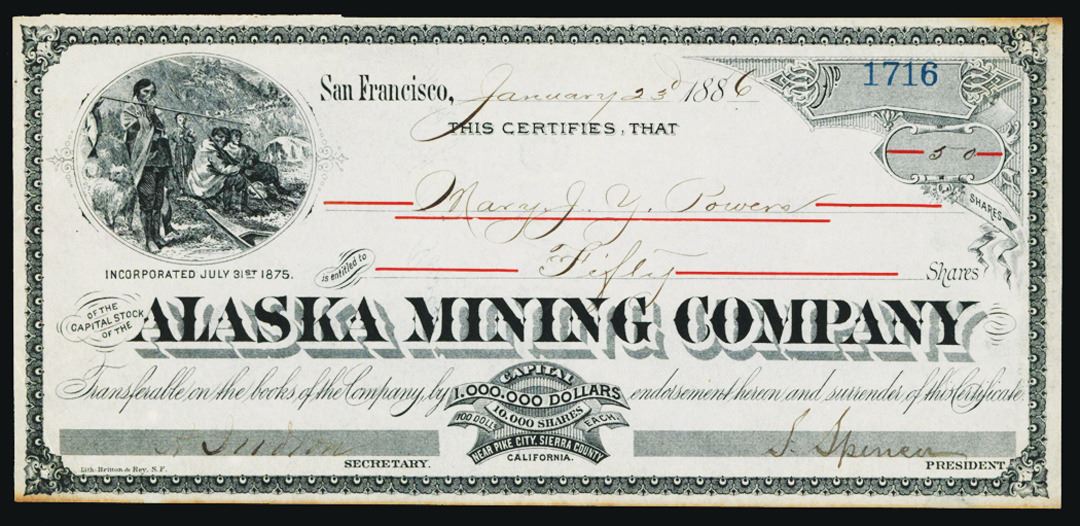 San Francisco, January 23d 1886
1716
THIS CERTIFIES, THAT
50
SHARES
Mary J. Y. Powers
INCORPORATED JULY 31ST 1875.
is entitled to Fifty Shares
OF THE
CAPITAL STOCK
OF THE
ALASKA MINING COMPANY
Transferable on the books of the Company, by endorsement hereon and surrender of this Certificate
CAPITAL
1.000.000 DOLLARS
10,000 SHARES
100 DOLLS EACH.
NEAR PIKE CITY, SIERRA COUNTY
CALIFORNIA.
SECRETARY.
Spencer
PRESIDENT
Lith. Britton & Rey. S.F.